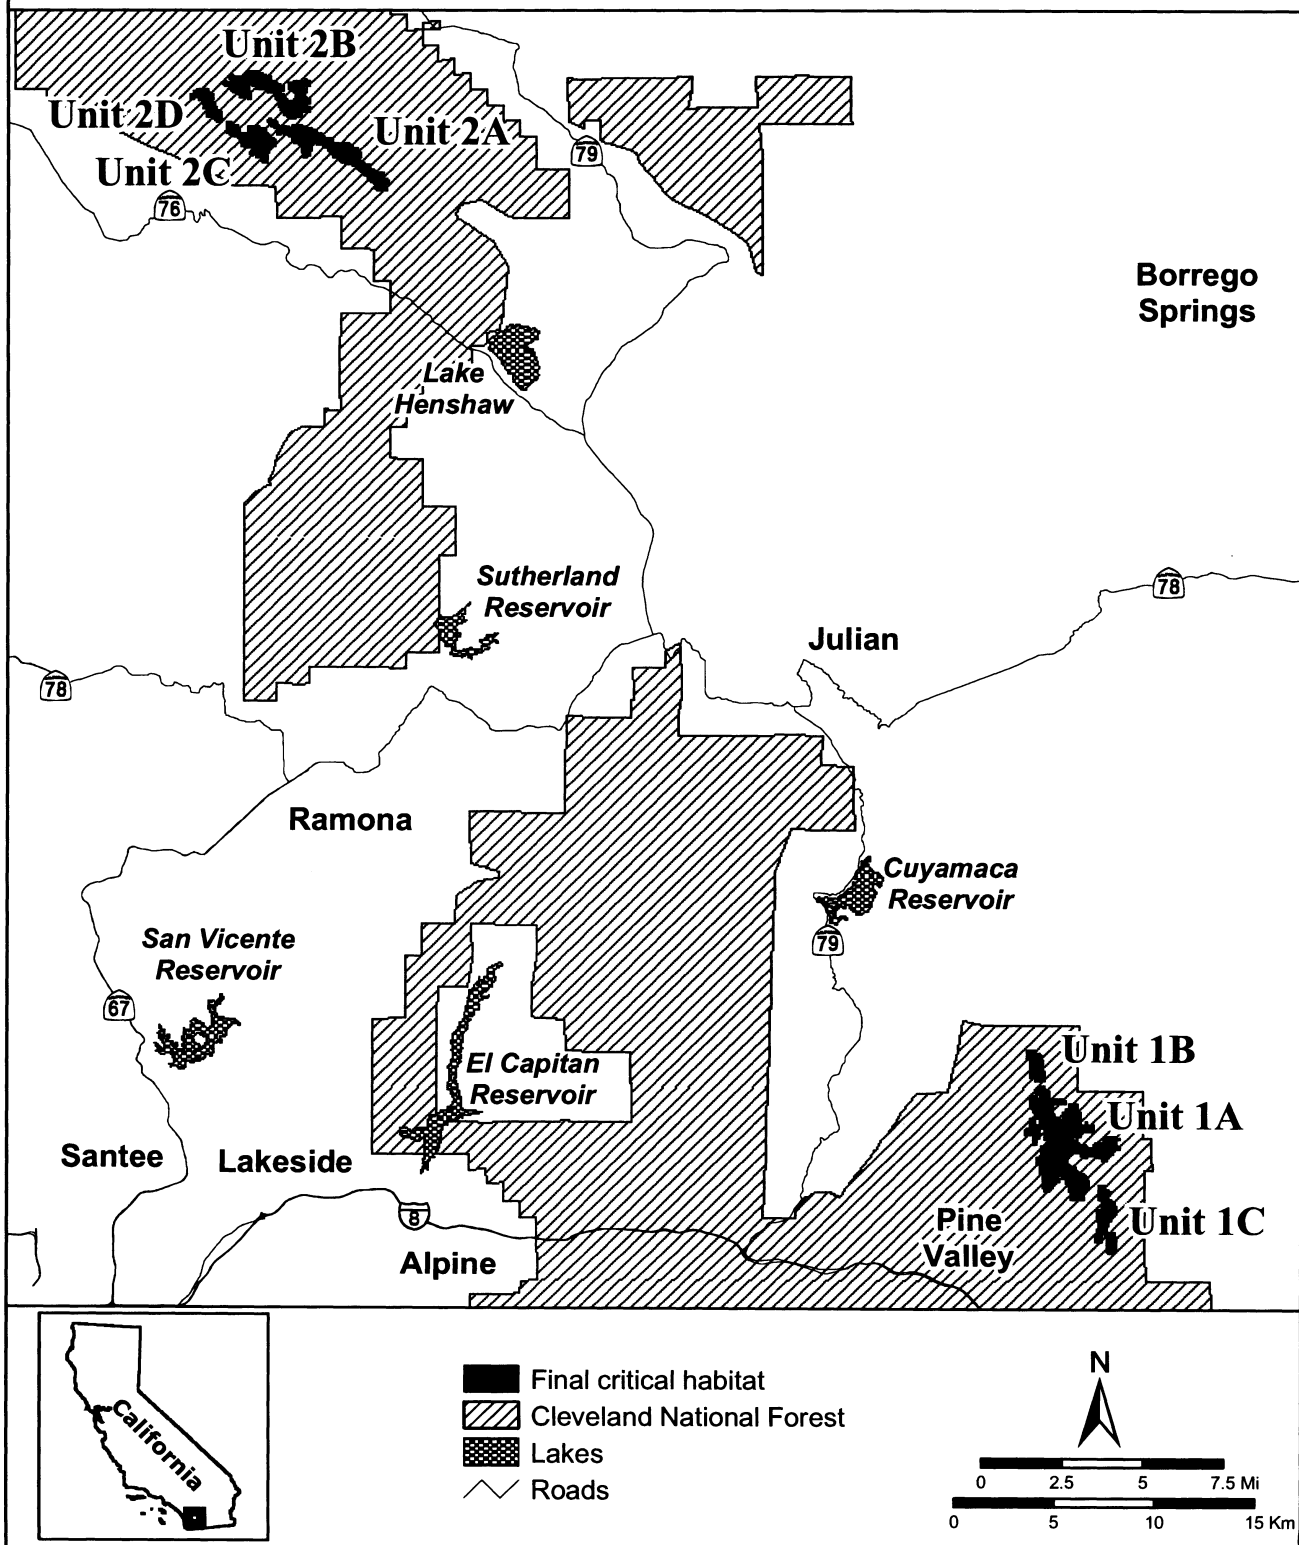 Unit 2B
Unit 2D
Unit 2A
79
Unit 2C
76
Borrego
Springs
Lake
Henshaw
Sutherland
Reservoir
78
Julian
78
Ramona
Cuyamaca
Reservoir
San Vicente
Reservoir
79
67
Unit 1B
El Capitan
Reservoir
Unit 1A
Santee
Lakeside
8
Pine
Valley
Unit 1C
Alpine
California
Final critical habitat
Cleveland National Forest
Lakes
Roads
N
0 2.5 5 7.5 Mi
0 5 10 15 Km